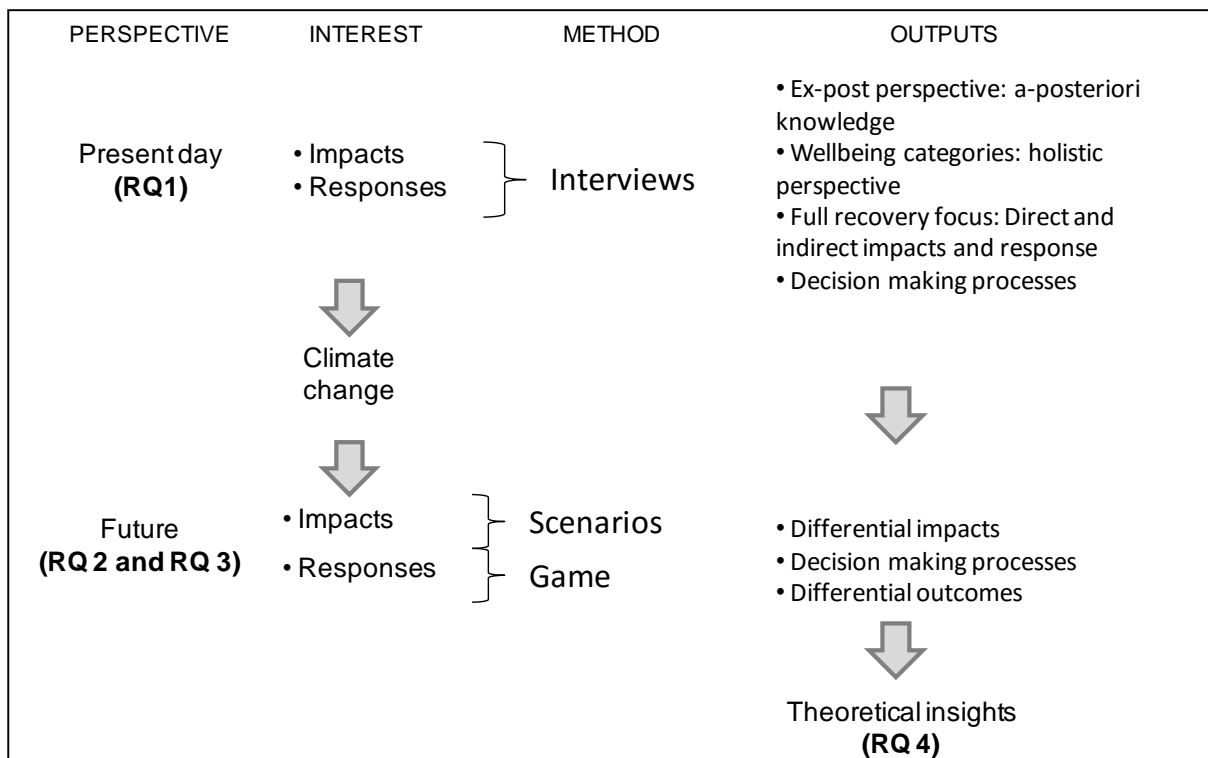 PERSPECTIVE INTEREST METHOD OUTPUTS
Present day
(RQ1)
• Impacts
• Responses
Interviews
• Ex-post perspective: a-posteriori
knowledge
• Wellbeing categories: holistic
perspective
• Full recovery focus: Direct and
indirect impacts and response
• Decision making processes
Climate
change
Future
(RQ 2 and RQ 3)
• Impacts
• Responses
Scenarios
Game
• Differential impacts
• Decision making processes
• Differential outcomes
Theoretical insights
(RQ 4)